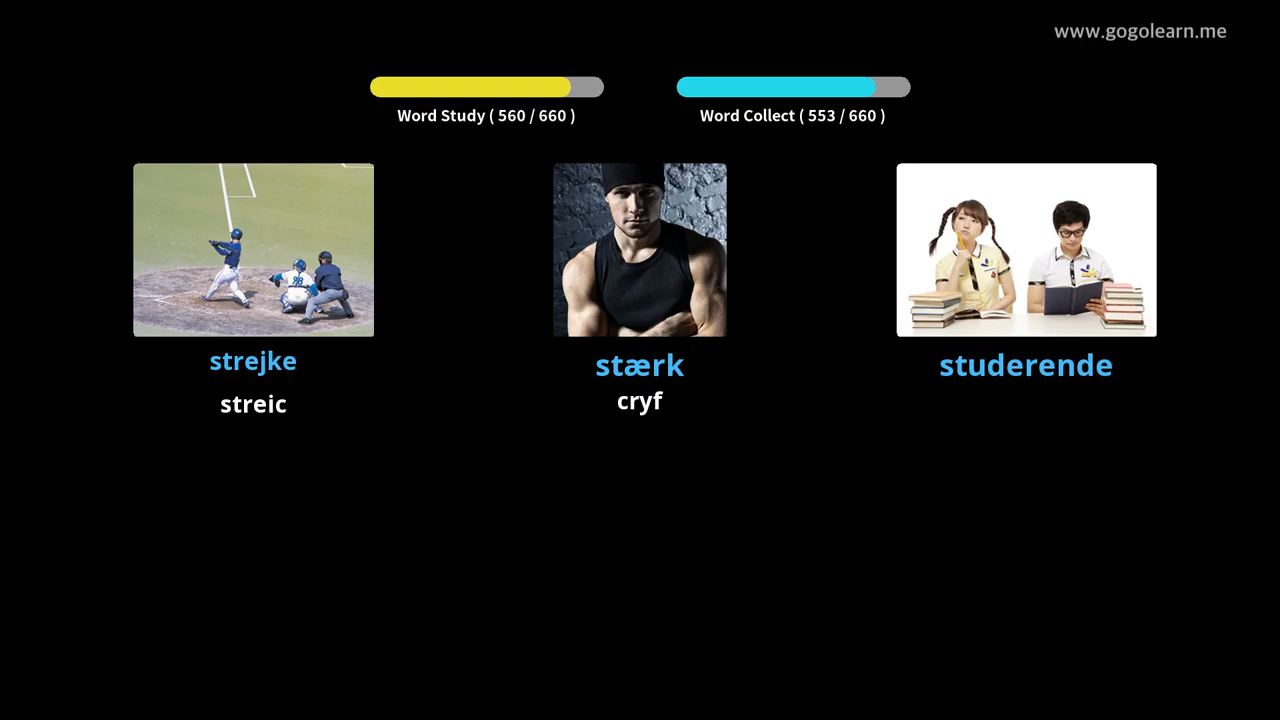 www.gogolearn.me
Word Study ( 560 / 660 )
Word Collect ( 553 / 660 )
strejke
stærk
studerende
streic
cryf